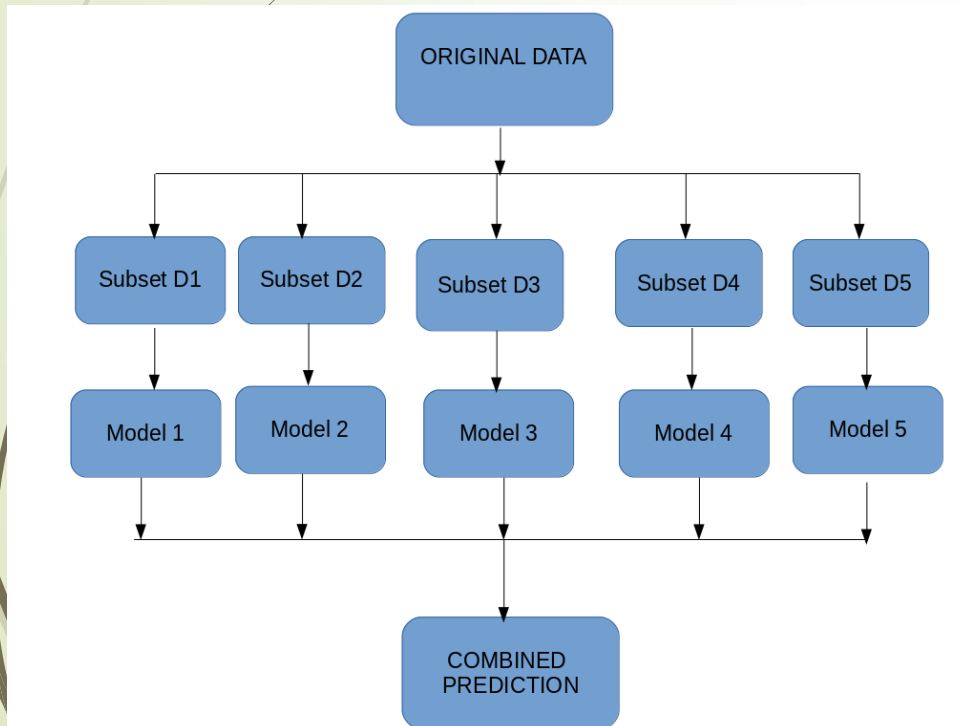 ORIGINAL DATA
Subset D1
Subset D2
Subset D3
Subset D4
Subset D5
Model 1
Model 2
Model 3
Model 4
Model 5
COMBINED
PREDICTION